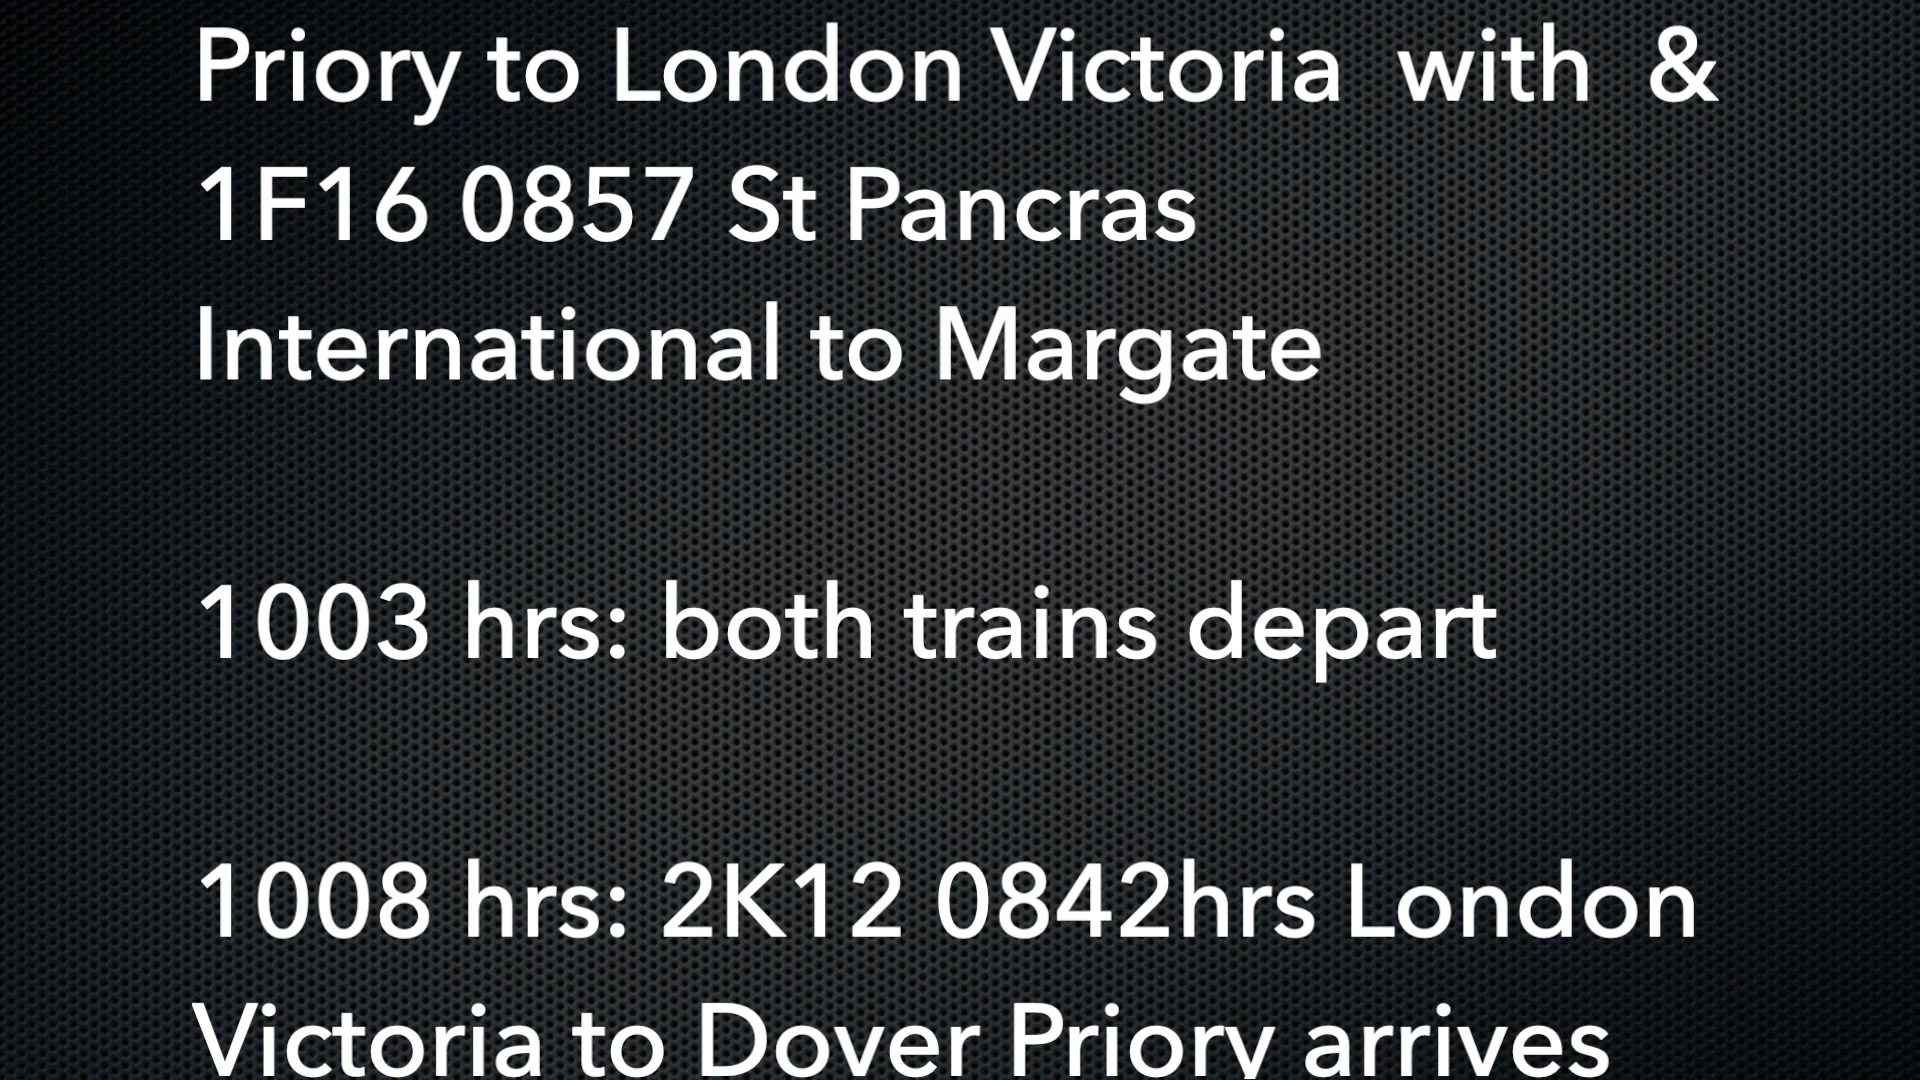 Priory to London Victoria  with  &
1F16 0857 St Pancras
International to Margate
1003 hrs: both trains depart
1008 hrs: 2K12 0842hrs London
Victoria to Dover Priory arrives